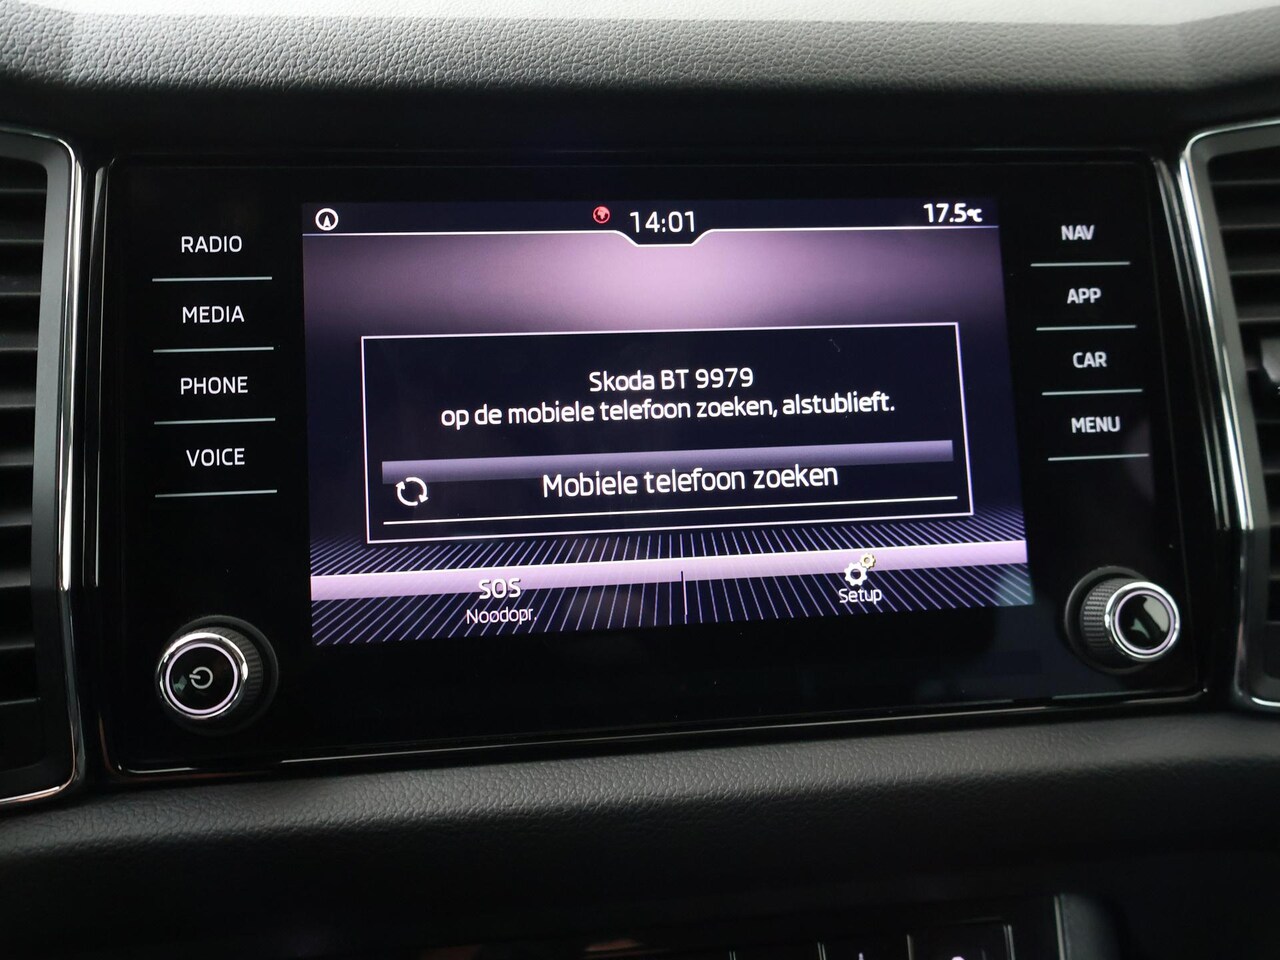 14:01
17.5°C
RADIO
MEDIA
PHONE
VOICE
NAV
APP
CAR
MENU
Skoda BT 9979
op de mobiele telefoon zoeken, alstublieft.
Mobiele telefoon zoeken
SOS
Noodopr.
Setup